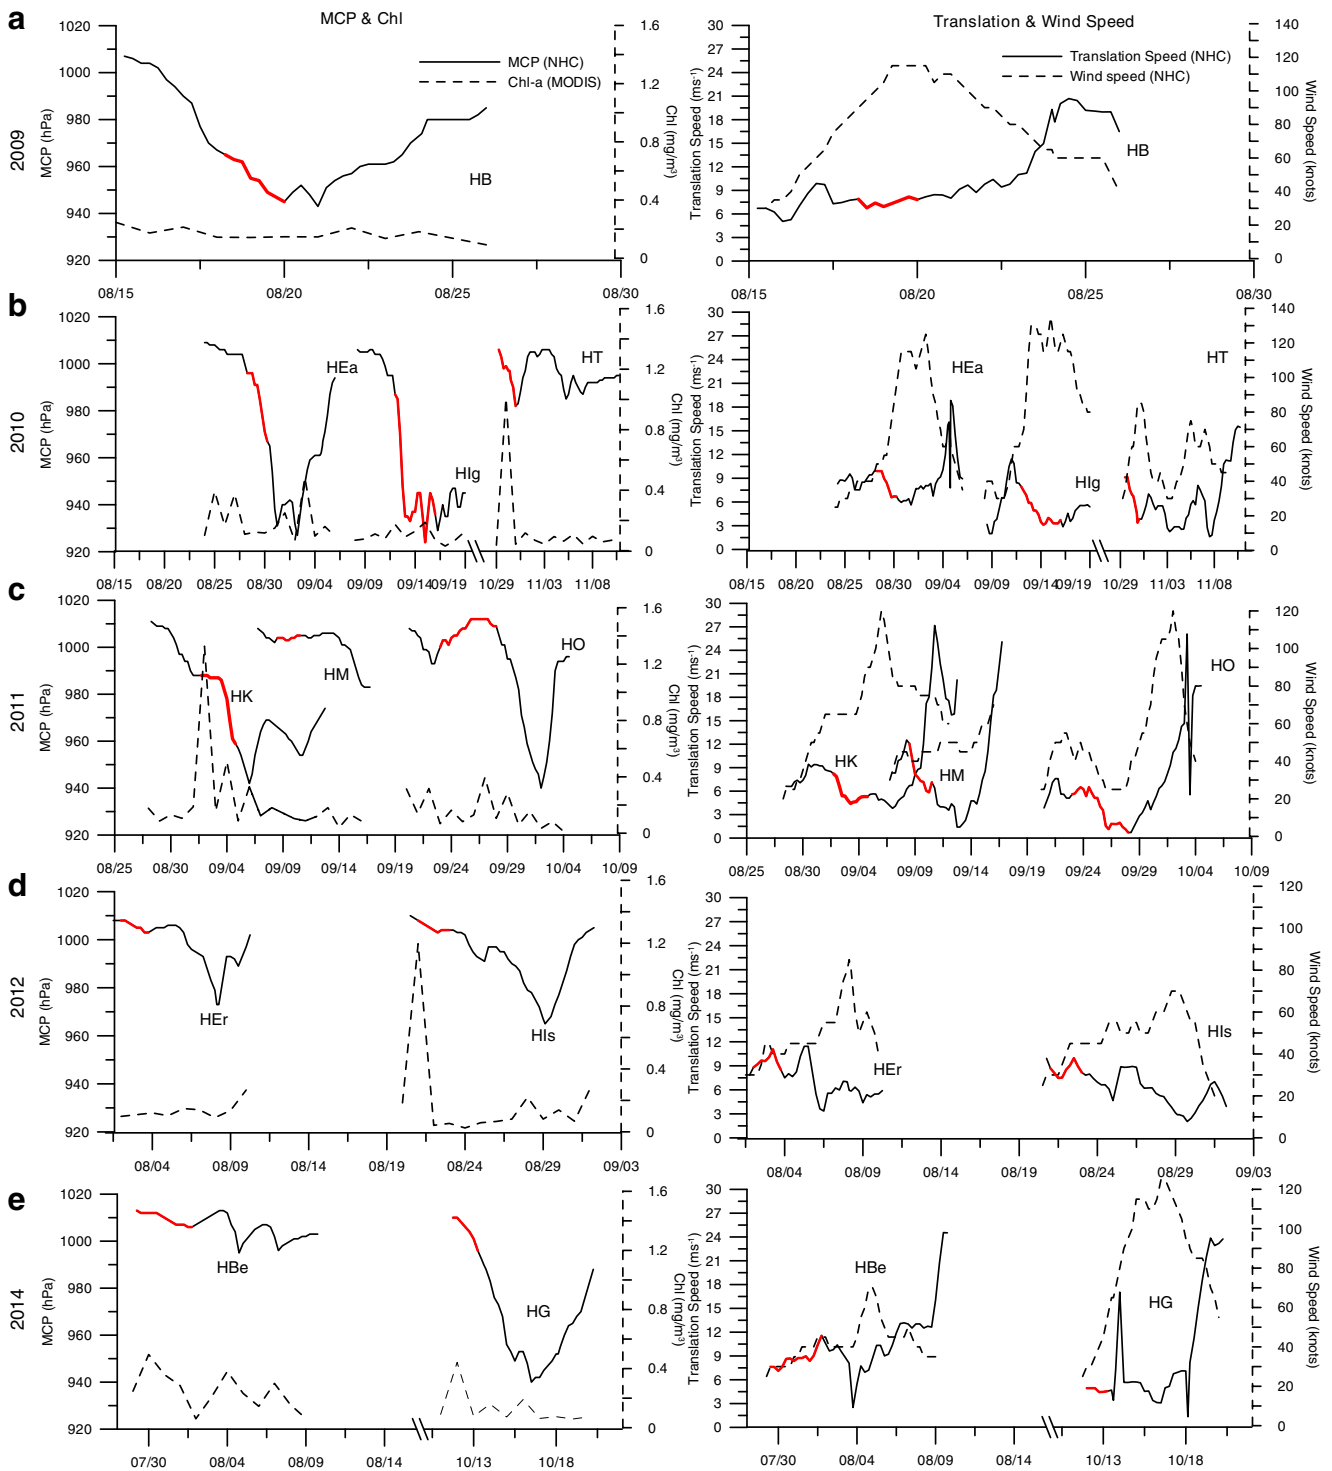 a
MCP & Chl
Translation & Wind Speed
2009
MCP (hPa)
1020
1000
980
960
940
920
MCP (NHC)
Chl-a (MODIS)
HB
1.6
1.2
0.8
0.4
0
Chl (mg/m³)
08/15 08/20 08/25 08/30
Translation Speed (ms⁻¹)
30
27
24
21
18
15
12
9
6
3
0
Translation Speed (NHC)
Wind speed (NHC)
HB
140
120
100
80
60
40
20
0
Wind Speed (knots)
08/15 08/20 08/25 08/30
b
2010
MCP (hPa)
1020
1000
980
960
940
920
HEa
HIg
HT
1.6
1.2
0.8
0.4
0
Chl (mg/m³)
08/15 08/20 08/25 08/30 09/04 09/09 09/14 09/19 10/29 11/03 11/08
Translation Speed (ms⁻¹)
30
27
24
21
18
15
12
9
6
3
0
HEa
HIg
HT
140
120
100
80
60
40
20
0
Wind Speed (knots)
08/15 08/20 08/25 08/30 09/04 09/09 09/14 09/19 10/29 11/03 11/08
c
2011
MCP (hPa)
1020
1000
980
960
940
920
HK
HM
HO
1.6
1.2
0.8
0.4
0
Chl (mg/m³)
08/25 08/30 09/04 09/09 09/14 09/19 09/24 09/29 10/04 10/09
Translation Speed (ms⁻¹)
30
27
24
21
18
15
12
9
6
3
0
HK
HM
HO
120
100
80
60
40
20
0
Wind Speed (knots)
08/25 08/30 09/04 09/09 09/14 09/19 09/24 09/29 10/04 10/09
d
2012
MCP (hPa)
1020
1000
980
960
940
920
HEr
HIs
1.6
1.2
0.8
0.4
0
Chl (mg/m³)
08/04 08/09 08/14 08/19 08/24 08/29 09/03
Translation Speed (ms⁻¹)
30
27
24
21
18
15
12
9
6
3
0
HEr
HIs
120
100
80
60
40
20
0
Wind Speed (knots)
08/04 08/09 08/14 08/19 08/24 08/29 09/03
e
2014
MCP (hPa)
1020
1000
980
960
940
920
HBe
HG
1.6
1.2
0.8
0.4
0
Chl (mg/m³)
07/30 08/04 08/09 08/14 10/13 10/18
Translation Speed (ms⁻¹)
30
27
24
21
18
15
12
9
6
3
0
HBe
HG
120
100
80
60
40
20
0
Wind Speed (knots)
07/30 08/04 08/09 08/14 10/13 10/18